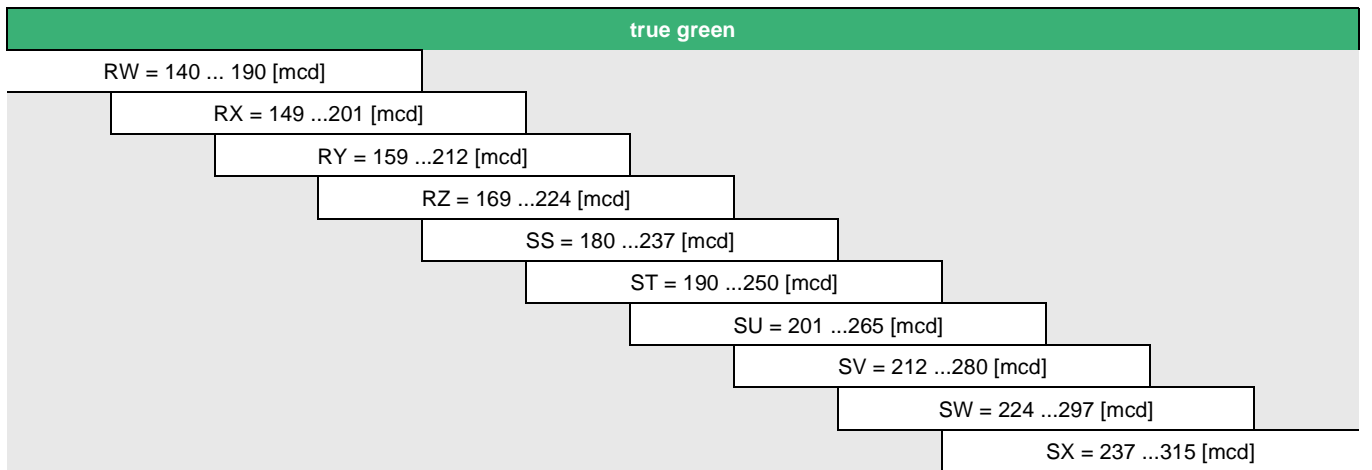 true green
RW = 140 ... 190 [mcd]
RX = 149 ...201 [mcd]
RY = 159 ...212 [mcd]
RZ = 169 ...224 [mcd]
SS = 180 ...237 [mcd]
ST = 190 ...250 [mcd]
SU = 201 ...265 [mcd]
SV = 212 ...280 [mcd]
SW = 224 ...297 [mcd]
SX = 237 ...315 [mcd]